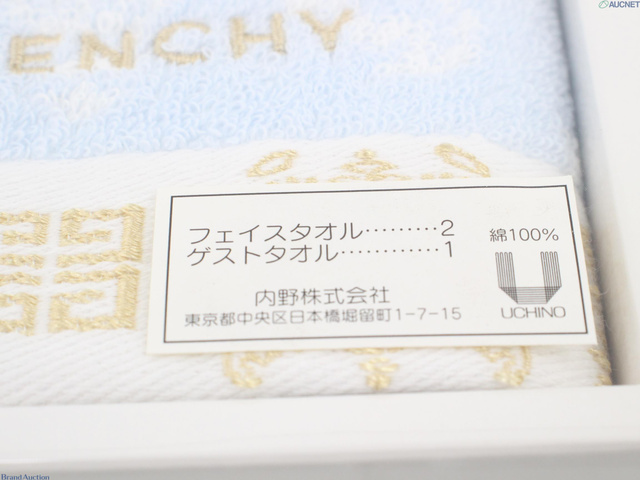 AUCNET
ENCHY
フェイスタオル………2
ゲストタオル…………1
綿100%
内野株式会社
東京都中央区日本橋堀留町1-7-15
UCHINO
BrandAuction